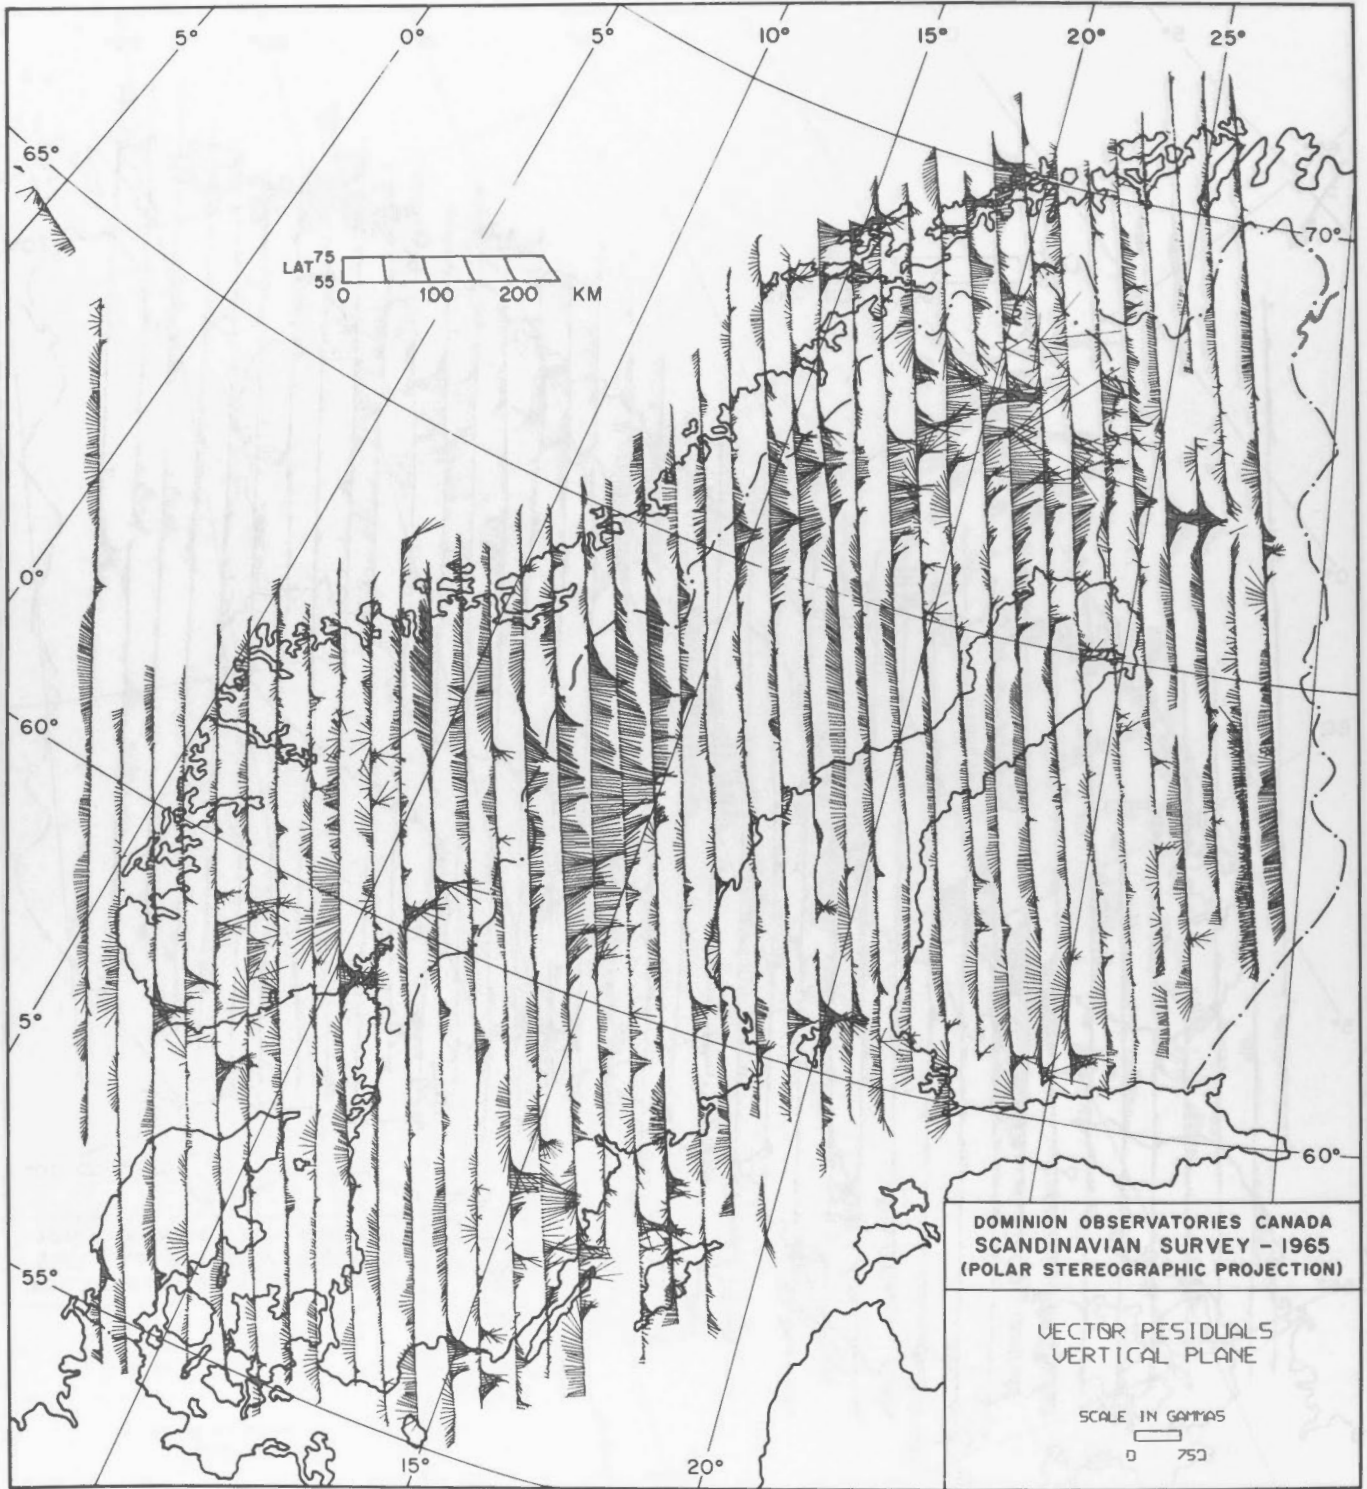 5° 0° 5° 10° 15° 20° 25°
65°
70°
LAT 75
55
0 100 200 KM
0°
60°
5°
60°
55°
DOMINION OBSERVATORIES CANADA
SCANDINAVIAN SURVEY – 1965
(POLAR STEREOGRAPHIC PROJECTION)
VECTOR PESIDUALS
VERTICAL PLANE
SCALE IN GAMMAS
0 750
15° 20°